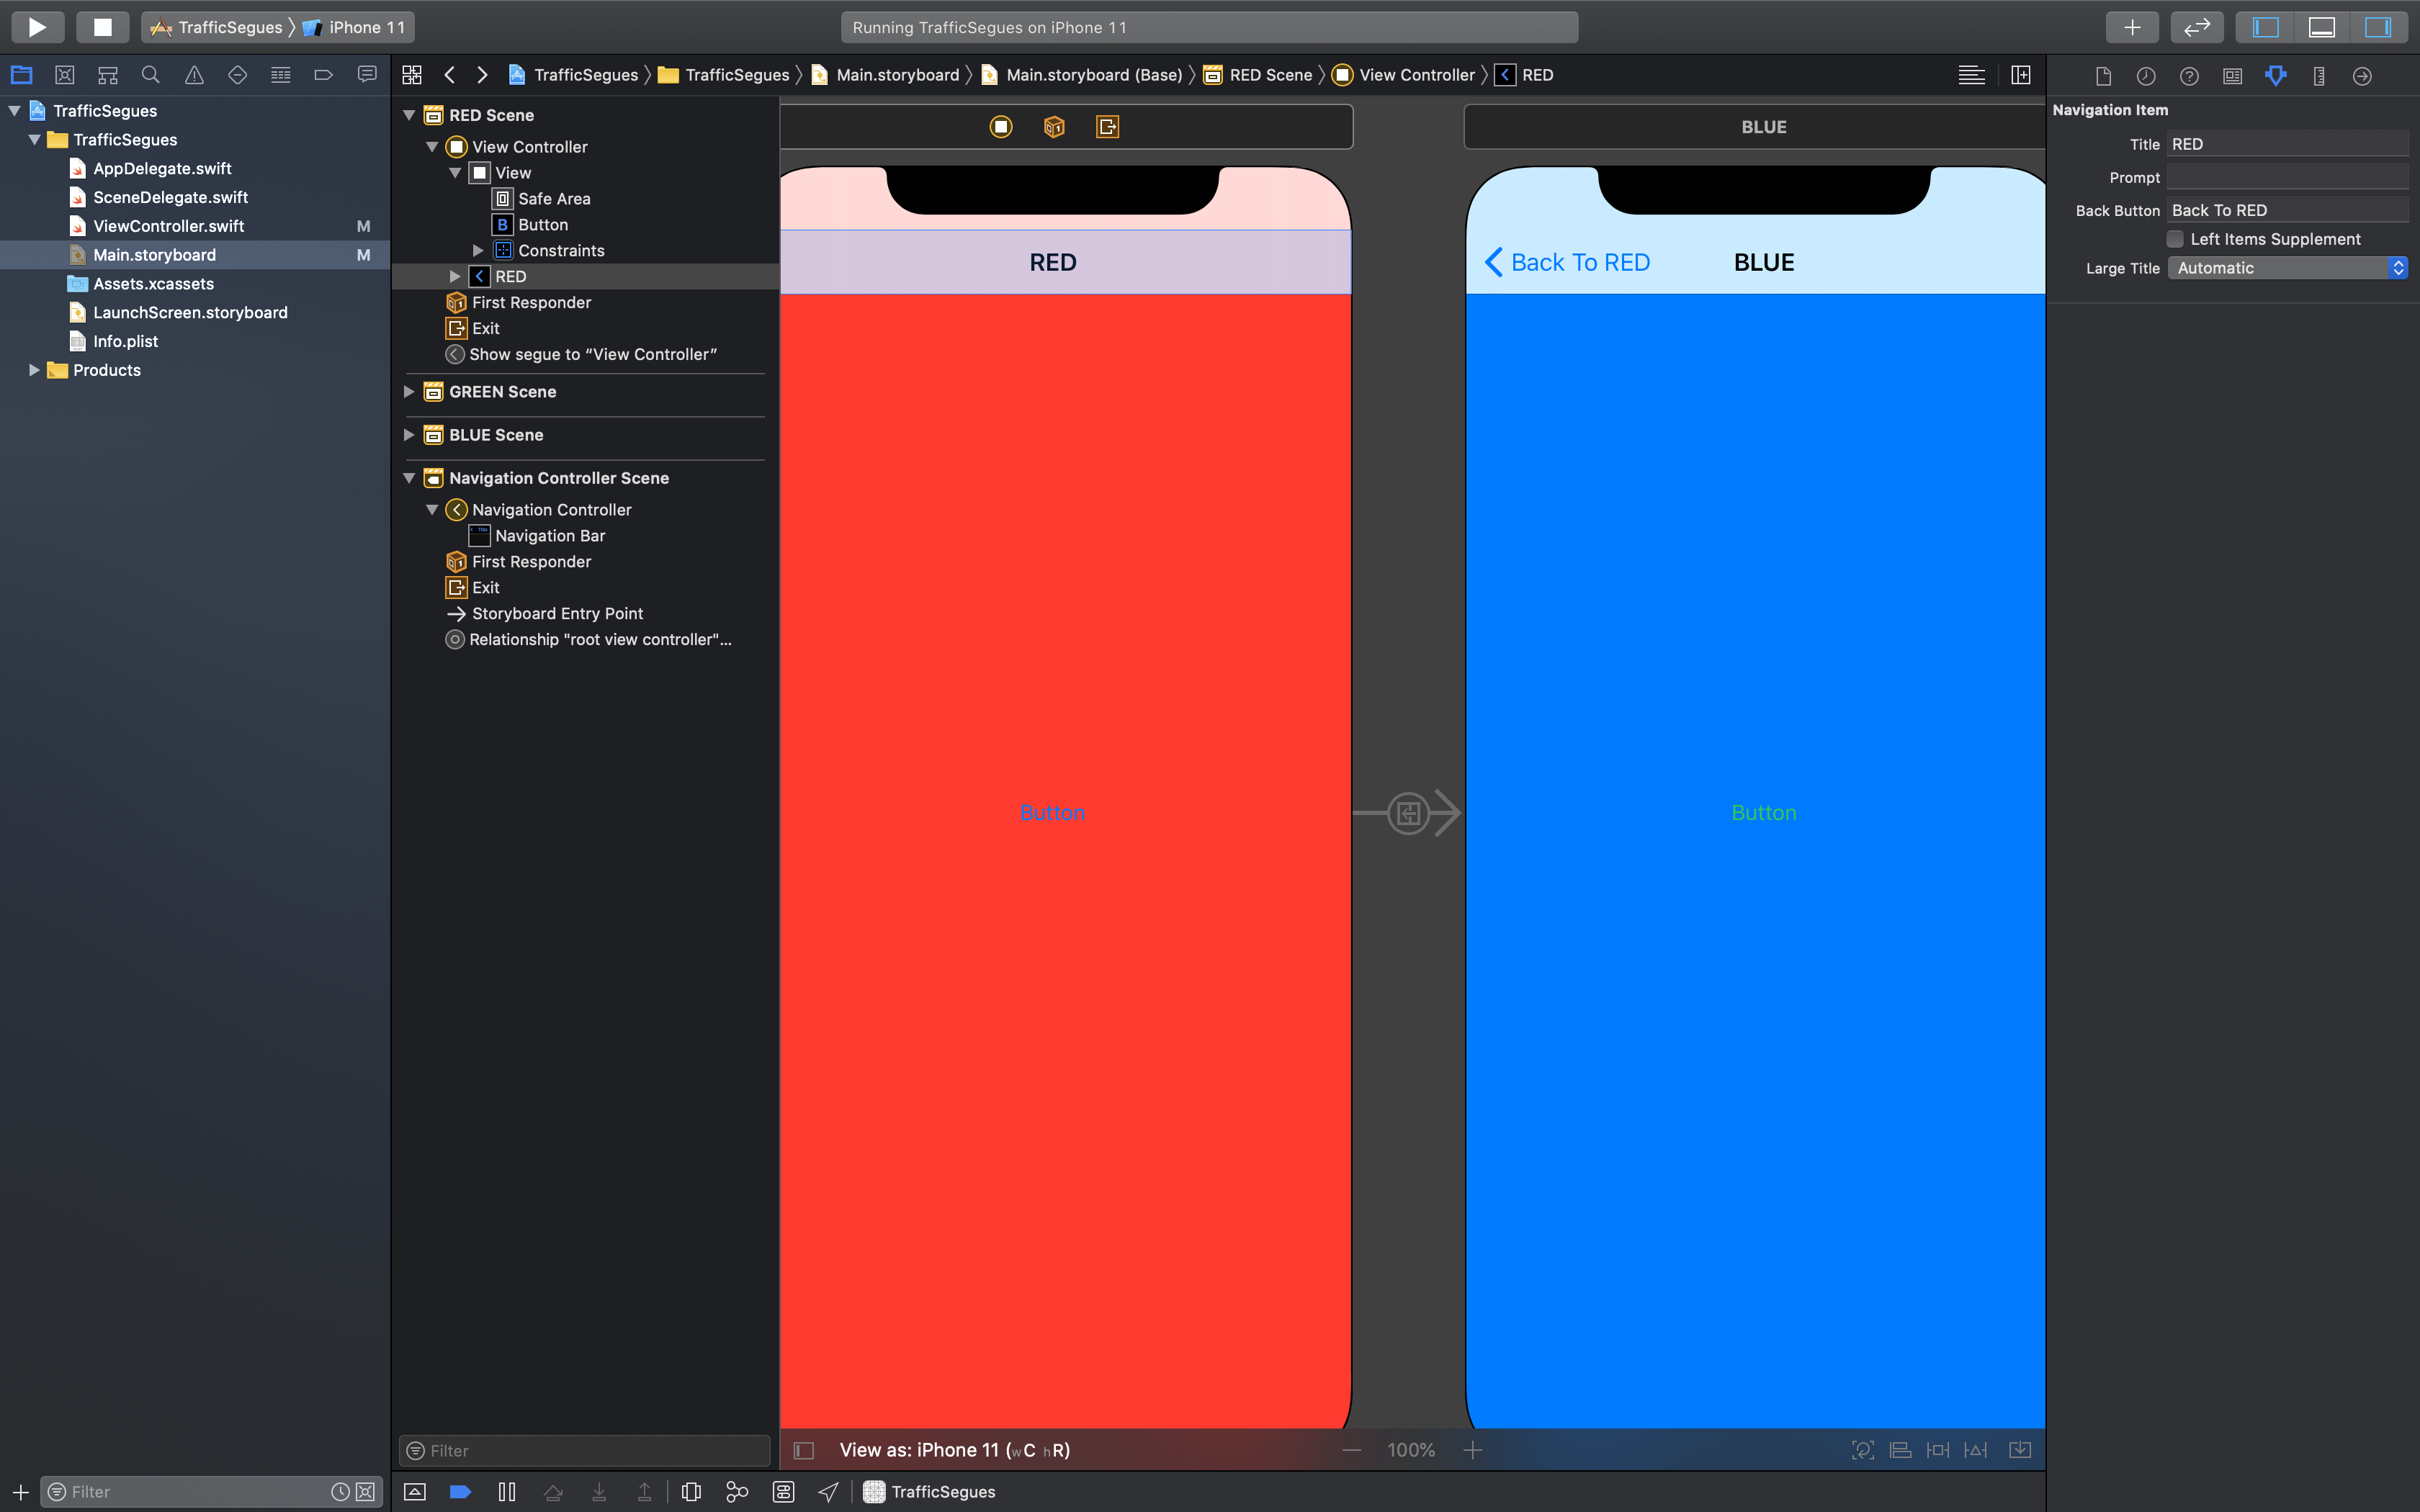 TrafficSegues iPhone 11
Running TrafficSegues on iPhone 11
TrafficSegues TrafficSegues Main.storyboard Main.storyboard (Base) RED Scene View Controller RED
TrafficSegues
TrafficSegues
AppDelegate.swift
SceneDelegate.swift
ViewController.swift M
Main.storyboard M
Assets.xcassets
LaunchScreen.storyboard
Info.plist
Products
Filter
RED Scene
View Controller
View
Safe Area
B Button
Constraints
RED
First Responder
Exit
Show segue to “View Controller”
GREEN Scene
BLUE Scene
Navigation Controller Scene
Navigation Controller
Navigation Bar
First Responder
Exit
Storyboard Entry Point
Relationship "root view controller"...
Filter
RED
Button
BLUE
Back To RED BLUE
Button
View as: iPhone 11 (wC hR)
100%
TrafficSegues
Navigation Item
Title RED
Prompt
Back Button Back To RED
Left Items Supplement
Large Title Automatic